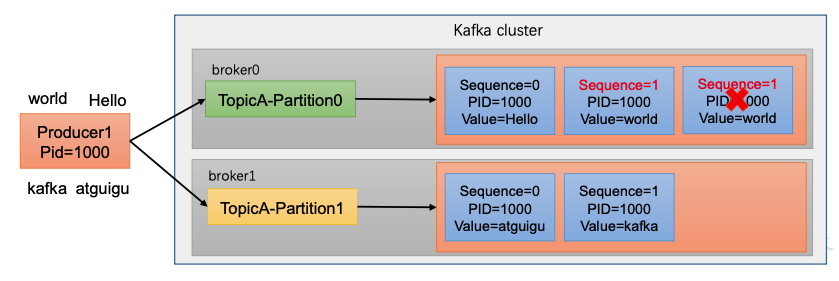 Kafka cluster
broker0
world Hello
Producer1
Pid=1000
kafka atguigu
TopicA-Partition0
Sequence=0
PID=1000
Value=Hello
Sequence=1
PID=1000
Value=world
Sequence=1
Value=world
broker1
TopicA-Partition1
Sequence=0
PID=1000
Value=atguigu
Sequence=1
PID=1000
Value=kafka